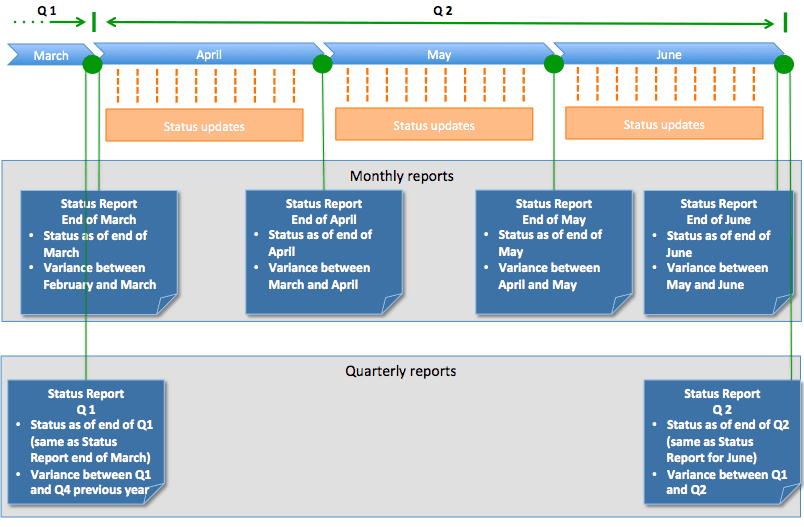 Q 1
Q 2
March
April
May
June
Status updates
Status updates
Status updates
Monthly reports
Status Report
End of March
• Status as of end of
March
• Variance between
February and March
Status Report
End of April
• Status as of end of
April
• Variance between
March and April
Status Report
End of May
• Status as of end of
May
• Variance between
April and May
Status Report
End of June
• Status as of end of
June
• Variance between
May and June
Quarterly reports
Status Report
Q 1
• Status as of end of Q1
(same as Status
Report end of March)
• Variance between Q1
and Q4 previous year
Status Report
Q 2
• Status as of end of Q2
(same as Status
Report for June)
• Variance between Q1
and Q2